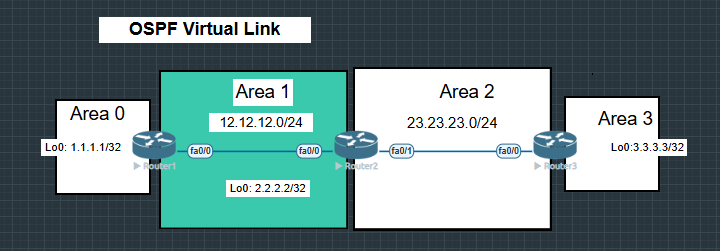 OSPF Virtual Link
Area 0
Lo0: 1.1.1.1/32
Router1
fa0/0
Area 1
12.12.12.0/24
fa0/0
Lo0: 2.2.2.2/32
Router2
fa0/1
Area 2
23.23.23.0/24
fa0/0
Router3
Area 3
Lo0:3.3.3.3/32